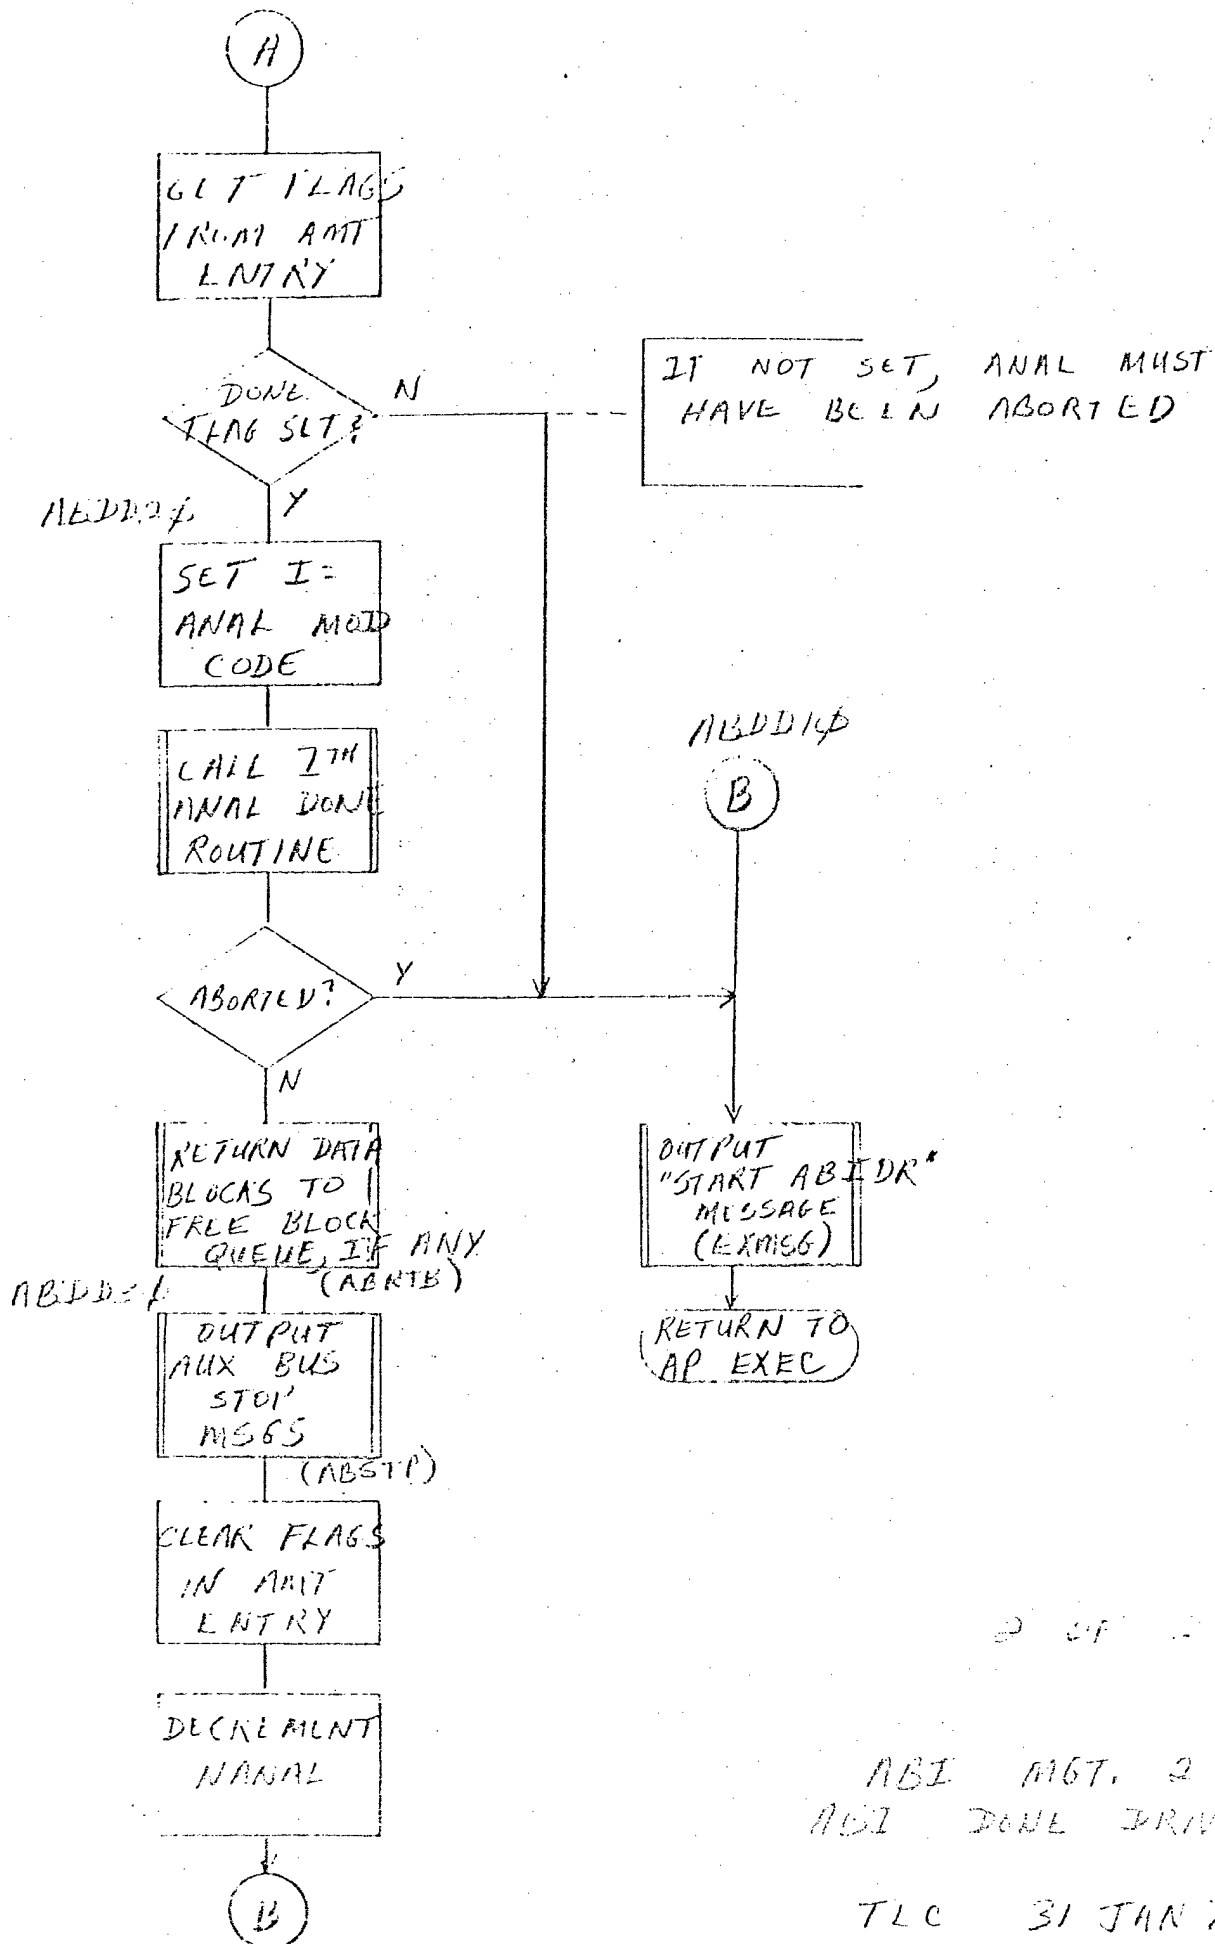 A
GET FLAGS
FROM AMT
ENTRY
DONE
FLAG SET?
N
IF NOT SET, ANAL MUST
HAVE BEEN ABORTED
Y
SET I=
ANAL MOD
CODE
CALL ITH
ANAL DONE
ROUTINE
ABDD10
B
ABORTED?
Y
N
RETURN DATA
BLOCKS TO
FREE BLOCK
QUEUE, IF ANY
(ABRTB)
OUTPUT
"START ABIDR"
MESSAGE
(EXMSG)
RETURN TO
AP EXEC
OUTPUT
AUX BUS
STOP
MSGS
(ABSTP)
CLEAR FLAGS
IN AMT
ENTRY
2 OF
DECREMENT
NANAL
ABI MGT. 2
ABI DONE
B
TLC 31 JAN